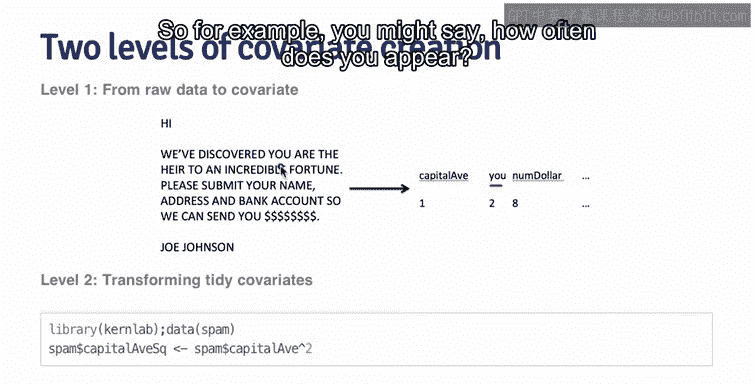 Two levels of covariate creation
So for example, you might say, how often
does you appear?
Level 1: From raw data to covariate
HI
WE'VE DISCOVERED YOU ARE THE
HEIR TO AN INCREDIBLE FORTUNE.
PLEASE SUBMIT YOUR NAME,
ADDRESS AND BANK ACCOUNT SO
WE CAN SEND YOU $$$$$$$$.
JOE JOHNSON
capitalAve you numDollar ...
1 2 8 ...
Level 2: Transforming tidy covariates
library(kernlab);data(spam)
spam$capitalAveSq <- spam$capitalAve^2